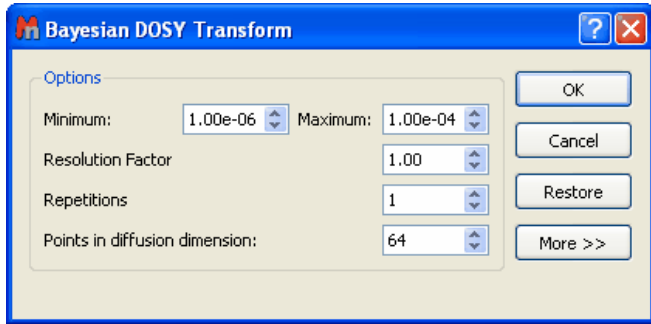 Bayesian DOSY Transform
Options
Minimum: 1.00e-06 Maximum: 1.00e-04
Resolution Factor 1.00
Repetitions 1
Points in diffusion dimension: 64
OK
Cancel
Restore
More >>